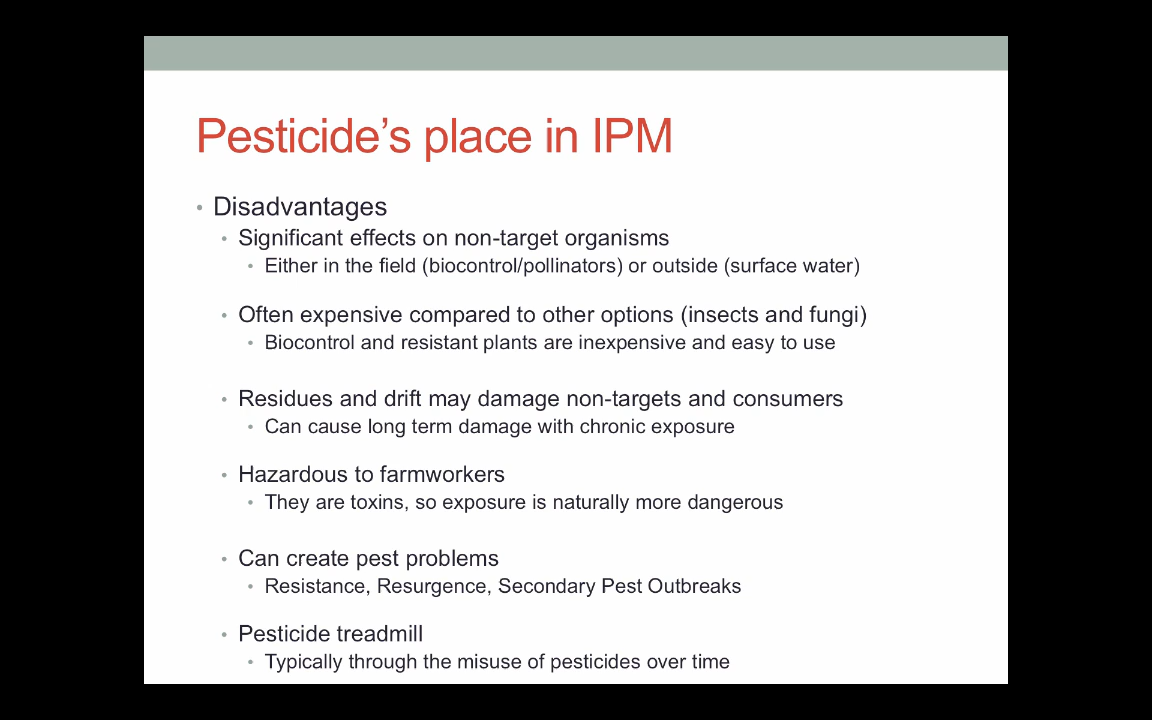 Pesticide’s place in IPM
• Disadvantages
• Significant effects on non-target organisms
• Either in the field (biocontrol/pollinators) or outside (surface water)
• Often expensive compared to other options (insects and fungi)
• Biocontrol and resistant plants are inexpensive and easy to use
• Residues and drift may damage non-targets and consumers
• Can cause long term damage with chronic exposure
• Hazardous to farmworkers
• They are toxins, so exposure is naturally more dangerous
• Can create pest problems
• Resistance, Resurgence, Secondary Pest Outbreaks
• Pesticide treadmill
• Typically through the misuse of pesticides over time